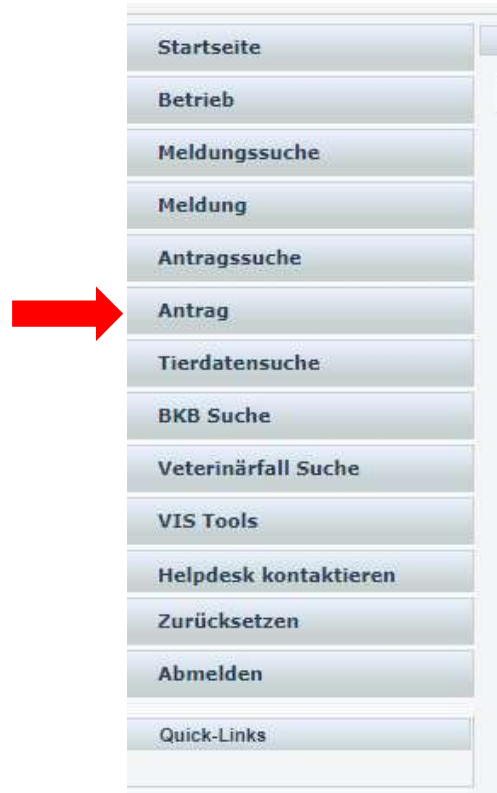 Startseite
Betrieb
Meldungssuche
Meldung
Antragssuche
Antrag
Tierdatensuche
BKB Suche
Veterinärfall Suche
VIS Tools
Helpdesk kontaktieren
Zurücksetzen
Abmelden
Quick-Links